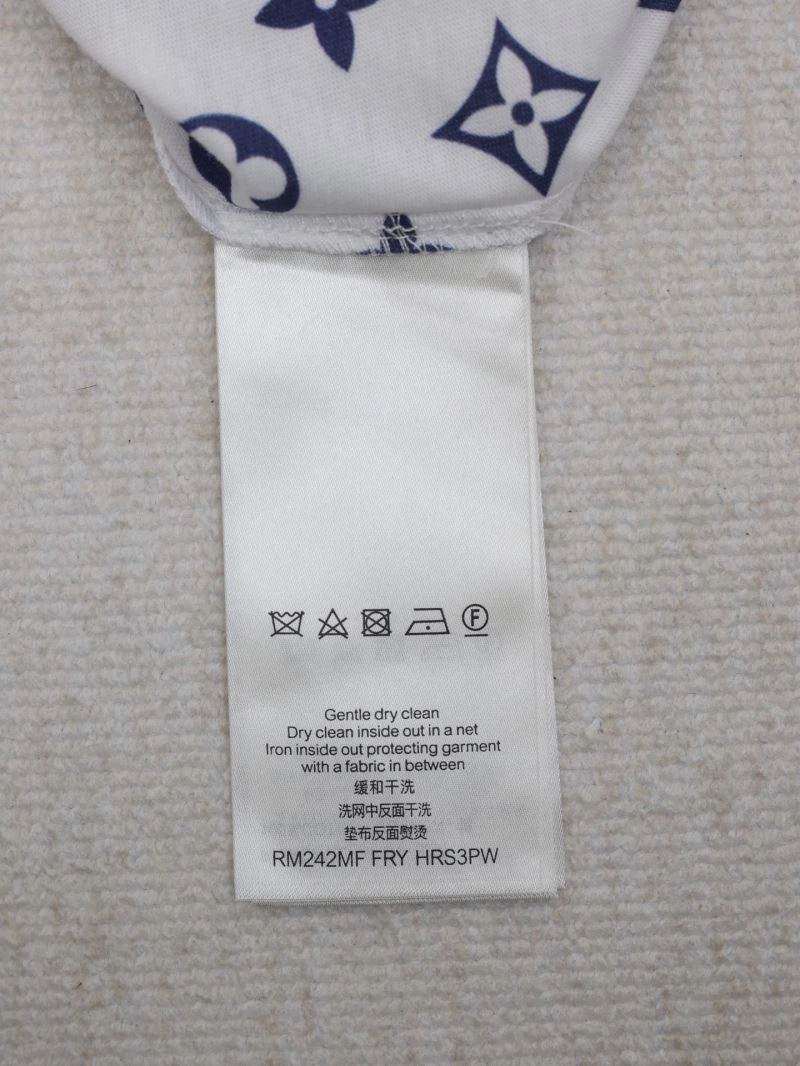 F
Gentle dry clean
Dry clean inside out in a net
Iron inside out protecting garment
with a fabric in between
缓和干洗
洗网中反面干洗
垫布反面熨烫
RM242MF FRY HRS3PW